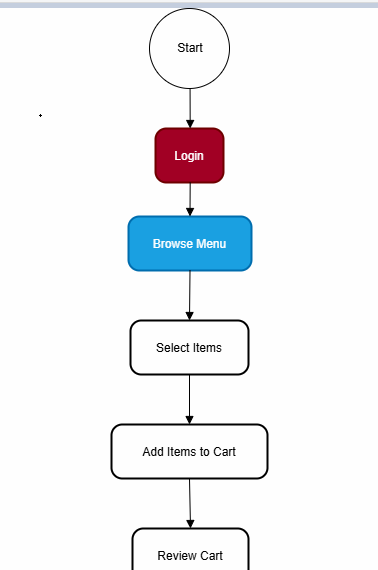 Start
Login
Browse Menu
Select Items
Add Items to Cart
Review Cart